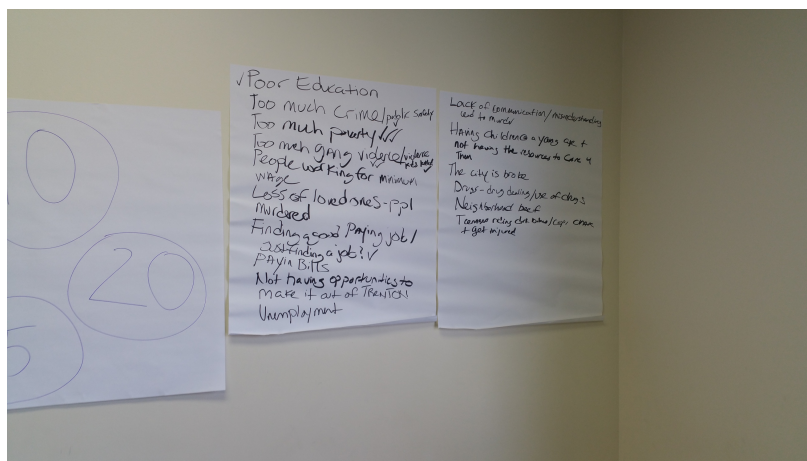 0
20
5
✓Poor Education
Too much Crime/public safety
Too much poverty ✓✓✓
Too much gang violence/violence
People working for minimum
wage
Loss of loved ones-ppl
murdered
Finding a good Paying job/
Just finding a job? ✓
PAYin Bills
Not having opportunities to
make it out of TRENTON
Unemployment
Lack of communication/misunderstanding
lead to murder
Having children @ a young age +
not having the resources to care 4
Them
The city is broke
Drugs-drug dealing/use of drugs
Neighborhood beef
+ get injured